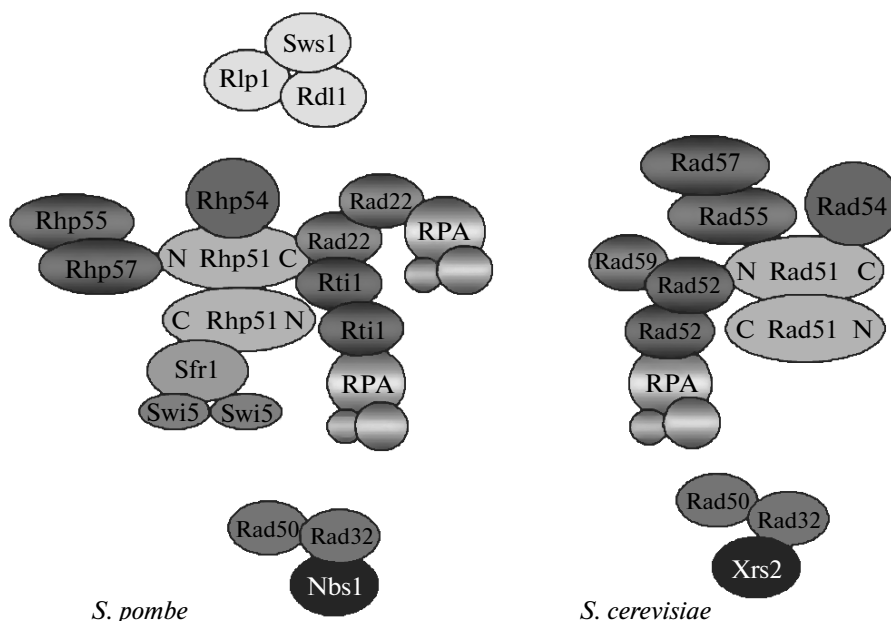 Sws1
Rlp1
Rdl1
Rhp55
Rhp57
Rhp54
N Rhp51 C
C Rhp51 N
Rad22
Rad22
RPA
Rti1
Rti1
RPA
Sfr1
Swi5 Swi5
Rad50
Rad32
Nbs1
S. pombe
Rad57
Rad55
Rad54
Rad59
Rad52
N Rad51 C
Rad52
C Rad51 N
RPA
Rad50
Rad32
Xrs2
S. cerevisiae